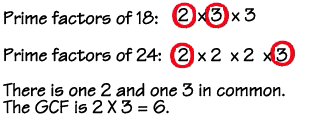 Prime factors of 18: 2 x 3 x 3
Prime factors of 24: 2 x 2 x 2 x 3
There is one 2 and one 3 in common.
The GCF is 2 X 3 = 6.